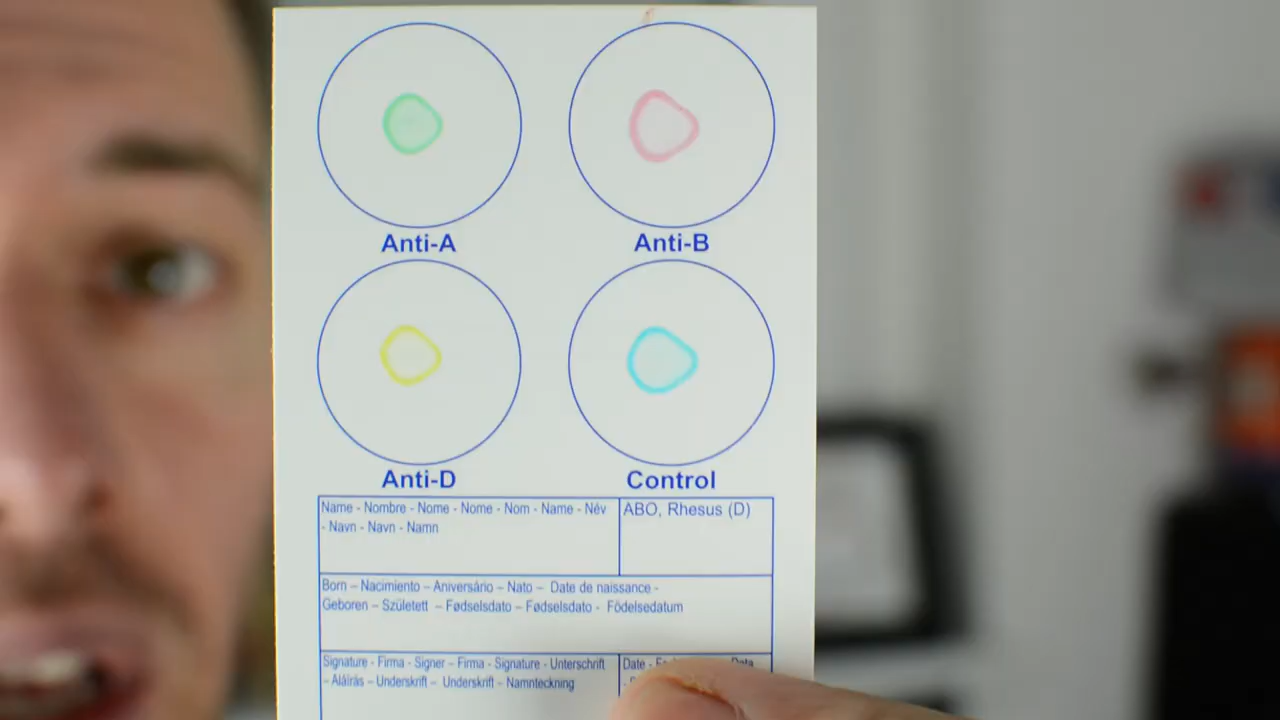 Anti-A
Anti-B
Anti-D
Control
Name - Nombre - Nome - Nome - Nom - Name - Név
- Navn - Navn - Namn
ABO, Rhesus (D)
Born – Nacimiento – Aniversário – Nato – Date de naissance -
Geboren – Született – Fødselsdato – Fødselsdato - Födelsedatum
Signature - Firma - Signer – Firma - Signature - Unterschrift
– Aláírás – Underskrift – Underskrift – Namnteckning
Date -